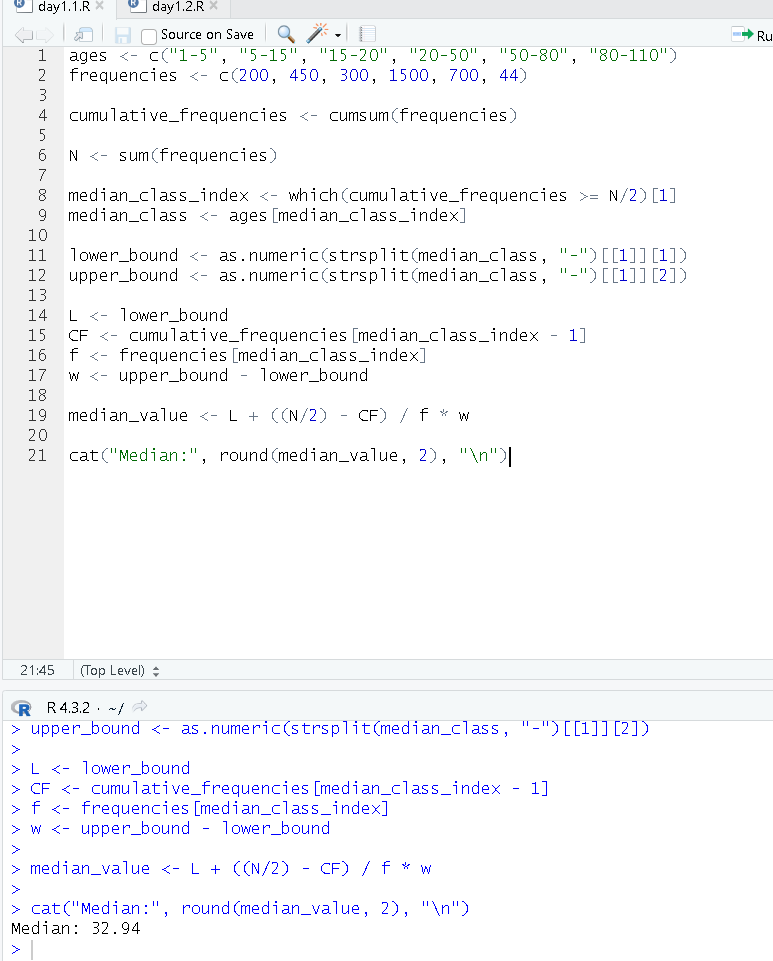 day1.1.R day1.2.R
Source on Save Ru
1 ages <- c("1-5", "5-15", "15-20", "20-50", "50-80", "80-110")
2 frequencies <- c(200, 450, 300, 1500, 700, 44)
3
4 cumulative_frequencies <- cumsum(frequencies)
5
6 N <- sum(frequencies)
7
8 median_class_index <- which(cumulative_frequencies >= N/2)[1]
9 median_class <- ages[median_class_index]
10
11 lower_bound <- as.numeric(strsplit(median_class, "-")[[1]][1])
12 upper_bound <- as.numeric(strsplit(median_class, "-")[[1]][2])
13
14 L <- lower_bound
15 CF <- cumulative_frequencies[median_class_index - 1]
16 f <- frequencies[median_class_index]
17 w <- upper_bound - lower_bound
18
19 median_value <- L + ((N/2) - CF) / f * w
20
21 cat("Median:", round(median_value, 2), "\n")
21:45 (Top Level)
R R 4.3.2 · ~/
> upper_bound <- as.numeric(strsplit(median_class, "-")[[1]][2])
>
> L <- lower_bound
> CF <- cumulative_frequencies[median_class_index - 1]
> f <- frequencies[median_class_index]
> w <- upper_bound - lower_bound
>
> median_value <- L + ((N/2) - CF) / f * w
>
> cat("Median:", round(median_value, 2), "\n")
Median: 32.94
>